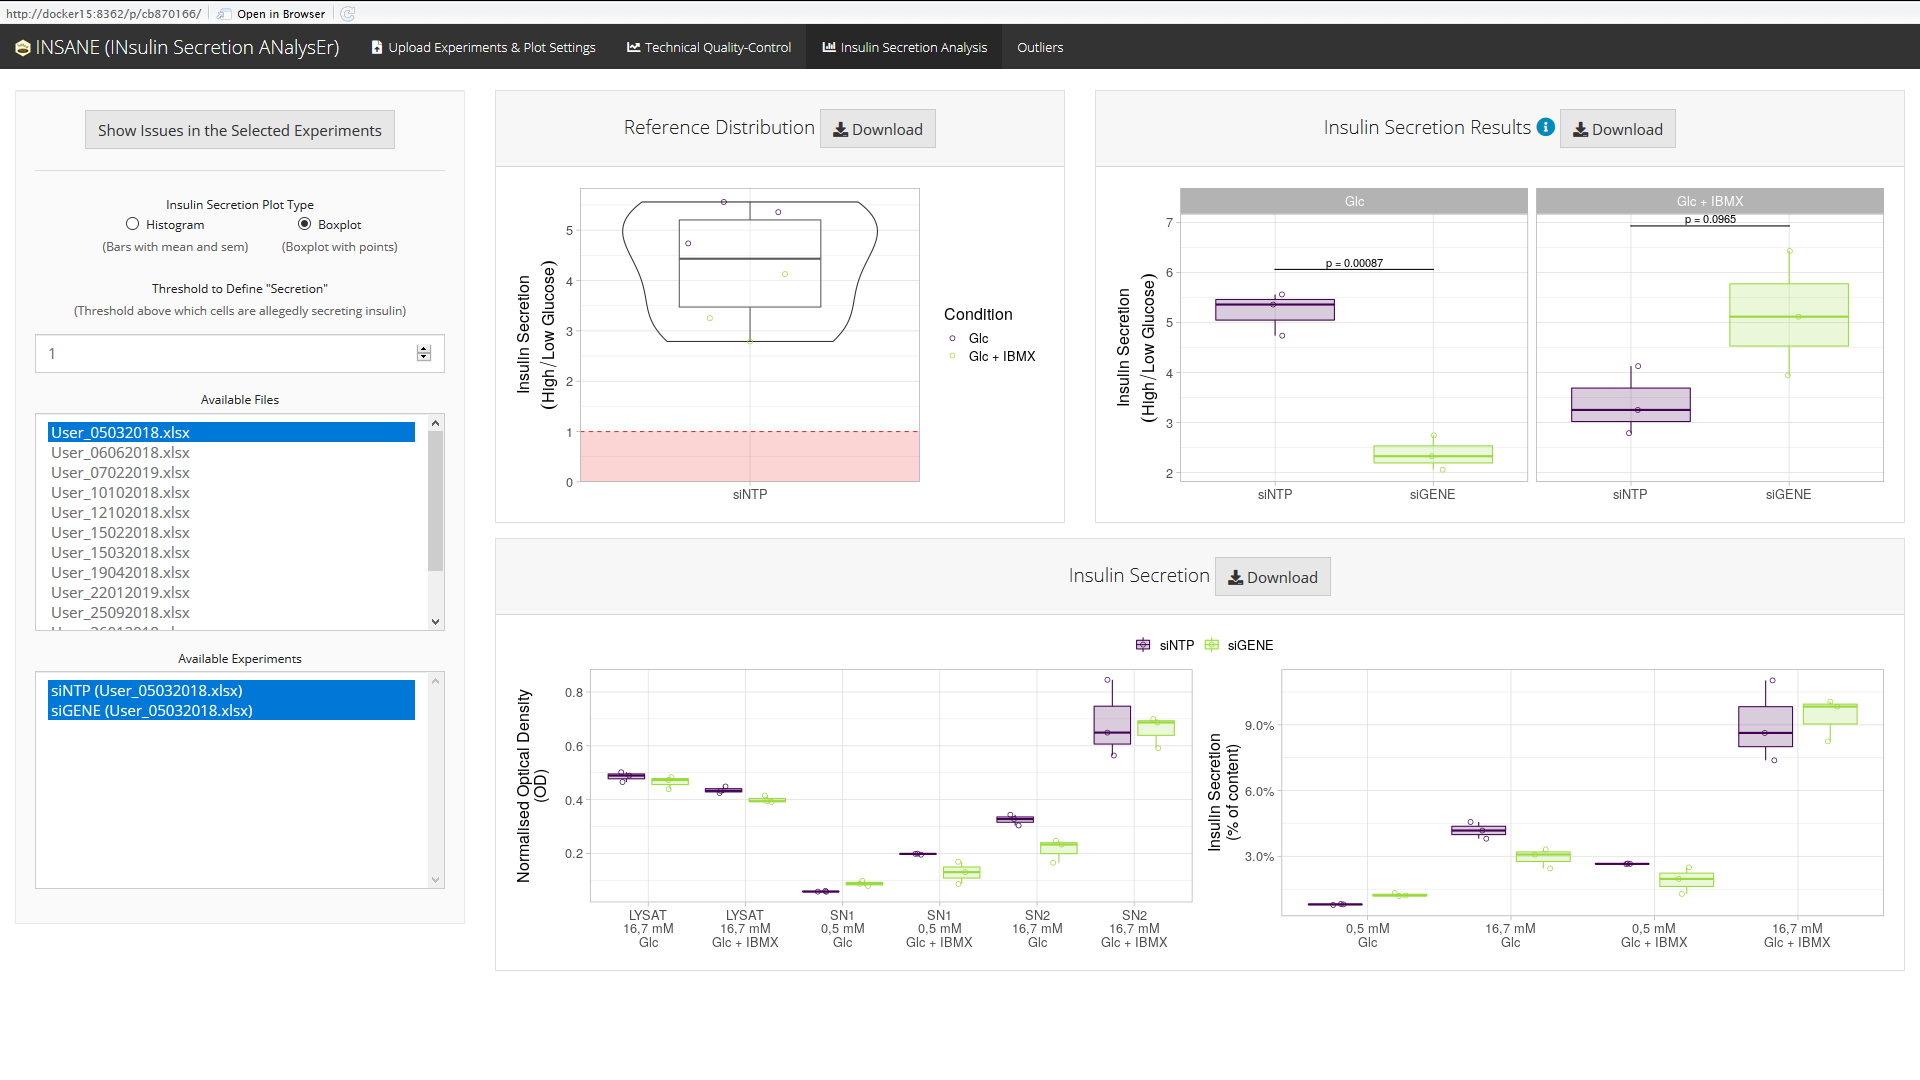 http://docker15:8362/p/cb870166/ Open in Browser
INSANE (INsulin Secretion ANalysEr) Upload Experiments & Plot Settings Technical Quality-Control Insulin Secretion Analysis Outliers
Show Issues in the Selected Experiments
Insulin Secretion Plot Type
Histogram Boxplot
(Bars with mean and sem) (Boxplot with points)
Threshold to Define "Secretion"
(Threshold above which cells are allegedly secreting insulin)
1
Available Files
User_05032018.xlsx
User_06062018.xlsx
User_07022019.xlsx
User_10102018.xlsx
User_12102018.xlsx
User_15022018.xlsx
User_15032018.xlsx
User_19042018.xlsx
User_22012019.xlsx
User_25092018.xlsx
Available Experiments
siNTP (User_05032018.xlsx)
siGENE (User_05032018.xlsx)
Reference Distribution Download
Insulin Secretion
(High/Low Glucose)
5
4
3
2
1
0
siNTP
Condition
Glc
Glc + IBMX
Insulin Secretion Results Download
Insulin Secretion
(High/Low Glucose)
Glc Glc + IBMX
p = 0.00087
p = 0.0965
7
6
5
4
3
2
siNTP siGENE siNTP siGENE
Insulin Secretion Download
siNTP siGENE
Normalised Optical Density
(OD)
0.8
0.6
0.4
0.2
LYSAT LYSAT SN1 SN1 SN2 SN2
16,7 mM 16,7 mM 0,5 mM 0,5 mM 16,7 mM 16,7 mM
Glc Glc + IBMX Glc Glc + IBMX Glc Glc + IBMX
Insulin Secretion
(% of content)
9.0%
6.0%
3.0%
0,5 mM 16,7 mM 0,5 mM 16,7 mM
Glc Glc Glc + IBMX Glc + IBMX